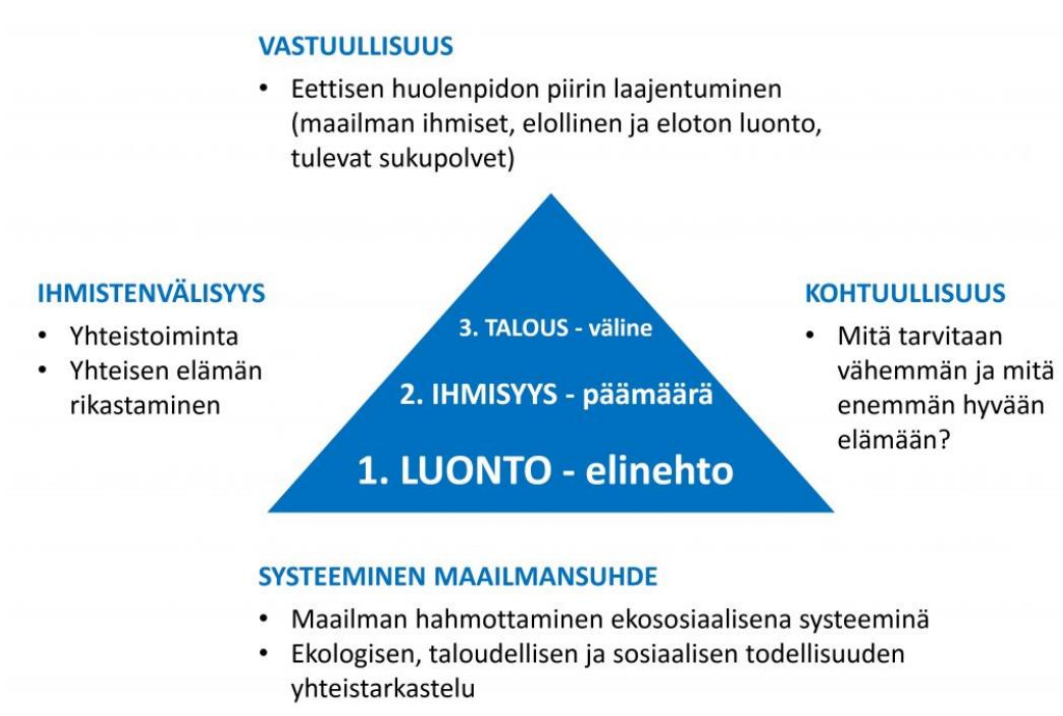 VASTUULLISUUS
• Eettisen huolenpidon piirin laajentuminen
(maailman ihmiset, elollinen ja eloton luonto,
tulevat sukupolvet)
IHMISTENVÄLISYYS
• Yhteistoiminta
• Yhteisen elämän
rikastaminen
3. TALOUS - väline
2. IHMISYYS - päämäärä
1. LUONTO - elinehto
KOHTUULLISUUS
• Mitä tarvitaan
vähemmän ja mitä
enemmän hyvään
elämään?
SYSTEEMINEN MAAILMANSUHDE
• Maailman hahmottaminen ekososiaalisena systeeminä
• Ekologisen, taloudellisen ja sosiaalisen todellisuuden
yhteistarkastelu